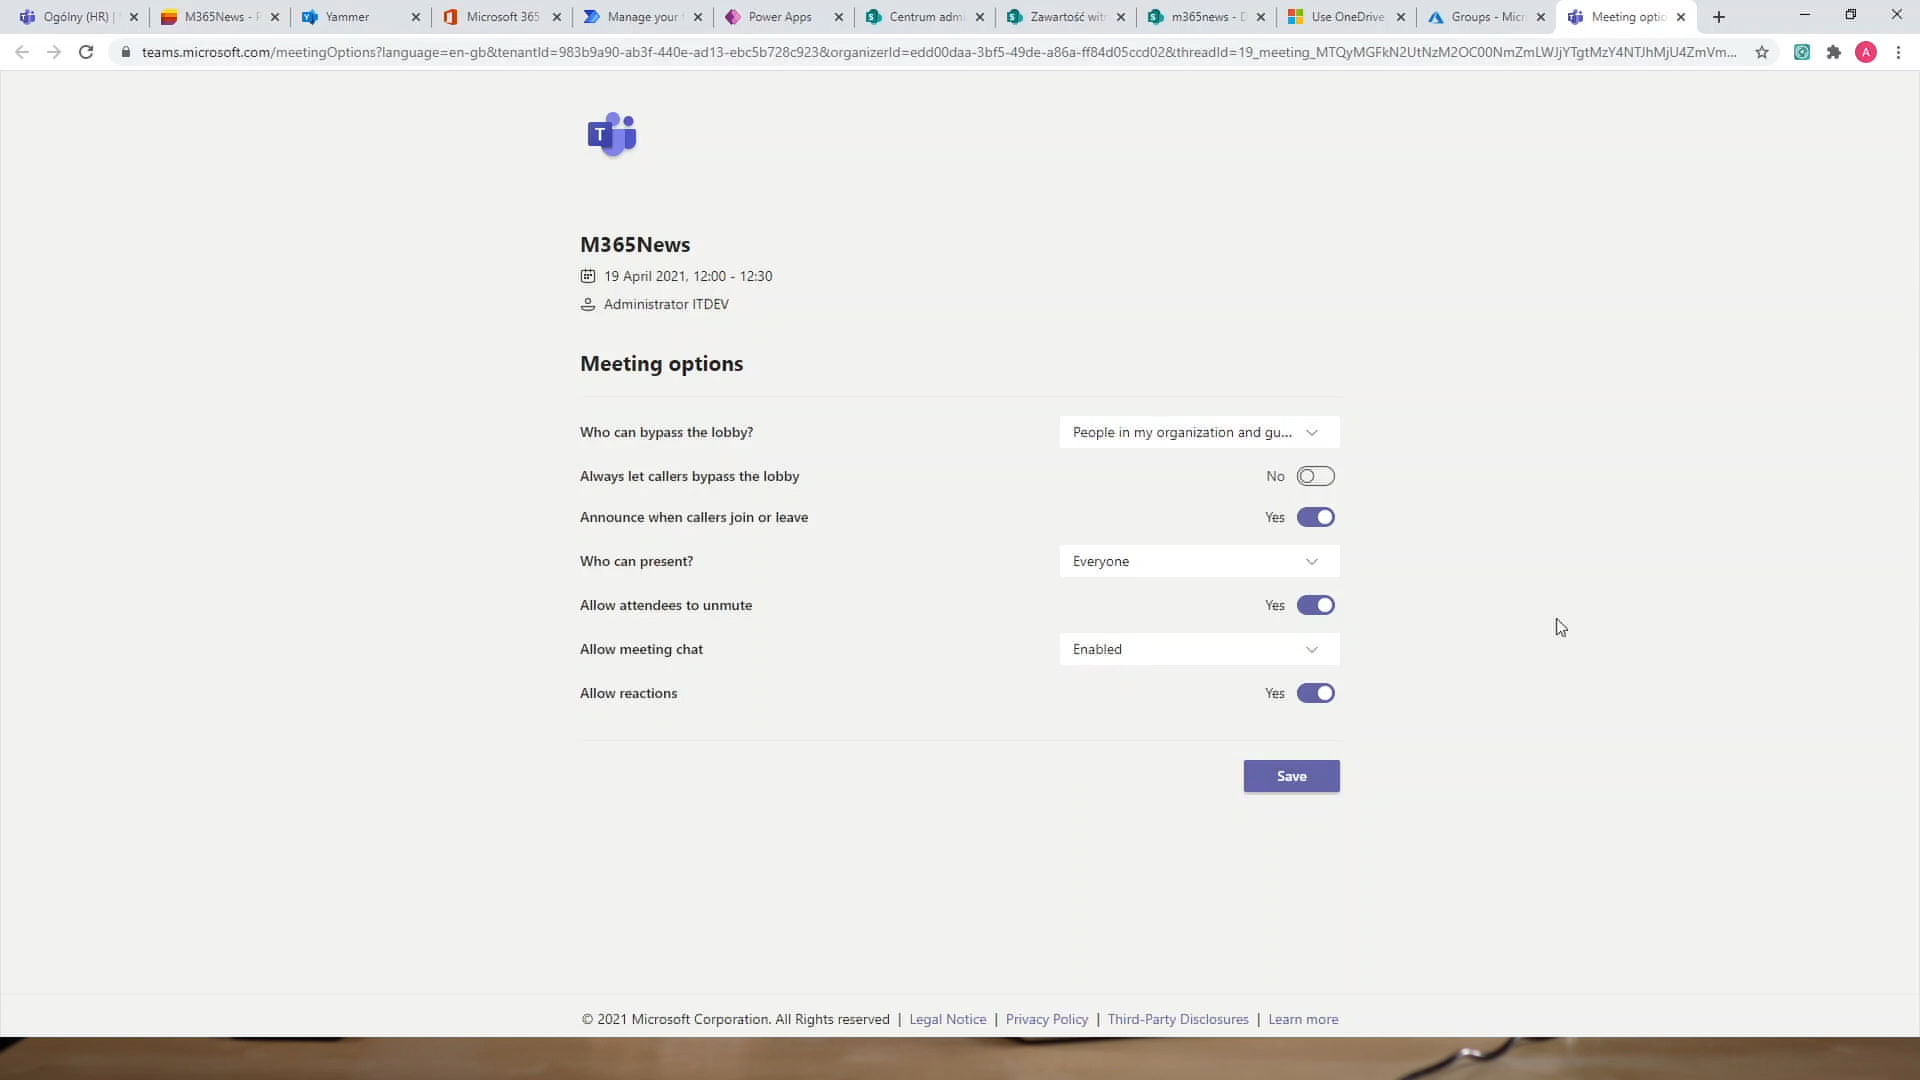 Ogólny (HR) |
M365News - P
Yammer
Microsoft 365
Manage your f
Power Apps
Centrum admi
Zawartość witr
m365news - D
Use OneDrive
Groups - Micr
Meeting optio
teams.microsoft.com/meetingOptions?language=en-gb&tenantId=983b9a90-ab3f-440e-ad13-ebc5b728c923&organizerId=edd00daa-3bf5-49de-a86a-ff84d05ccd02&threadId=19_meeting_MTQyMGFkN2UtNzM2OC00NmZmLWJjYTgtMzY4NTJhMjU4ZmVm...
A
T
M365News
19 April 2021, 12:00 - 12:30
Administrator ITDEV
Meeting options
Who can bypass the lobby?
People in my organization and gu...
Always let callers bypass the lobby
No
Announce when callers join or leave
Yes
Who can present?
Everyone
Allow attendees to unmute
Yes
Allow meeting chat
Enabled
Allow reactions
Yes
Save
© 2021 Microsoft Corporation. All Rights reserved | Legal Notice | Privacy Policy | Third-Party Disclosures | Learn more